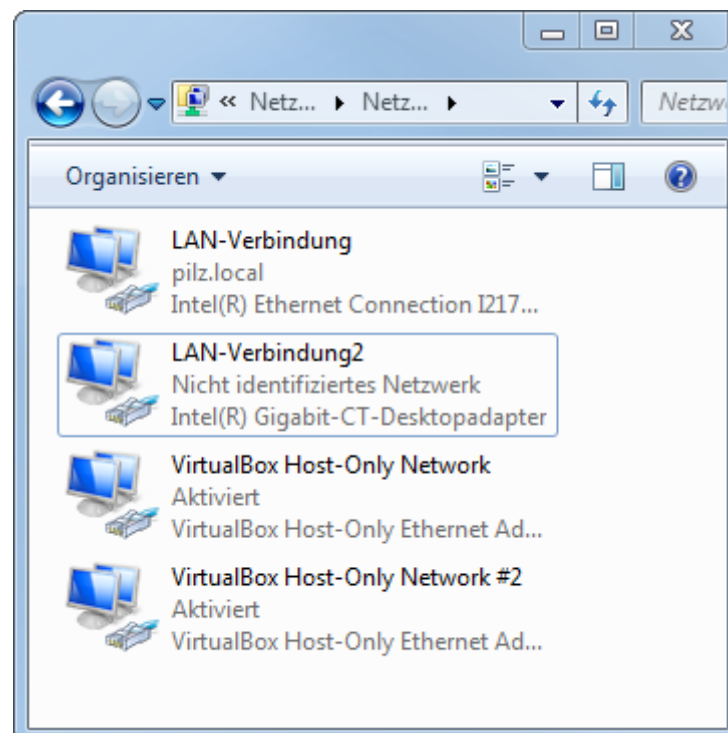 « Netz... ▸ Netz... ▸
Netzw
Organisieren
LAN-Verbindung
pilz.local
Intel(R) Ethernet Connection I217...
LAN-Verbindung2
Nicht identifiziertes Netzwerk
Intel(R) Gigabit-CT-Desktopadapter
VirtualBox Host-Only Network
Aktiviert
VirtualBox Host-Only Ethernet Ad...
VirtualBox Host-Only Network #2
Aktiviert
VirtualBox Host-Only Ethernet Ad...